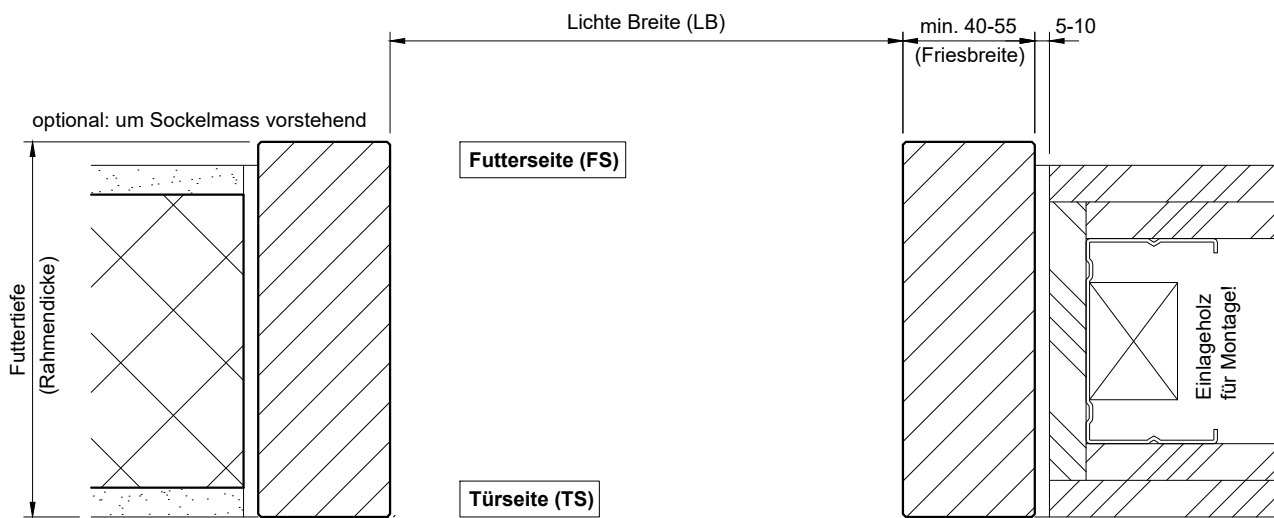 Lichte Breite (LB)
min. 40-55
(Friesbreite)
5-10
optional: um Sockelmass vorstehend
Futterseite (FS)
Futtertiefe
(Rahmendicke)
Einlageholz
für Montage!
Türseite (TS)